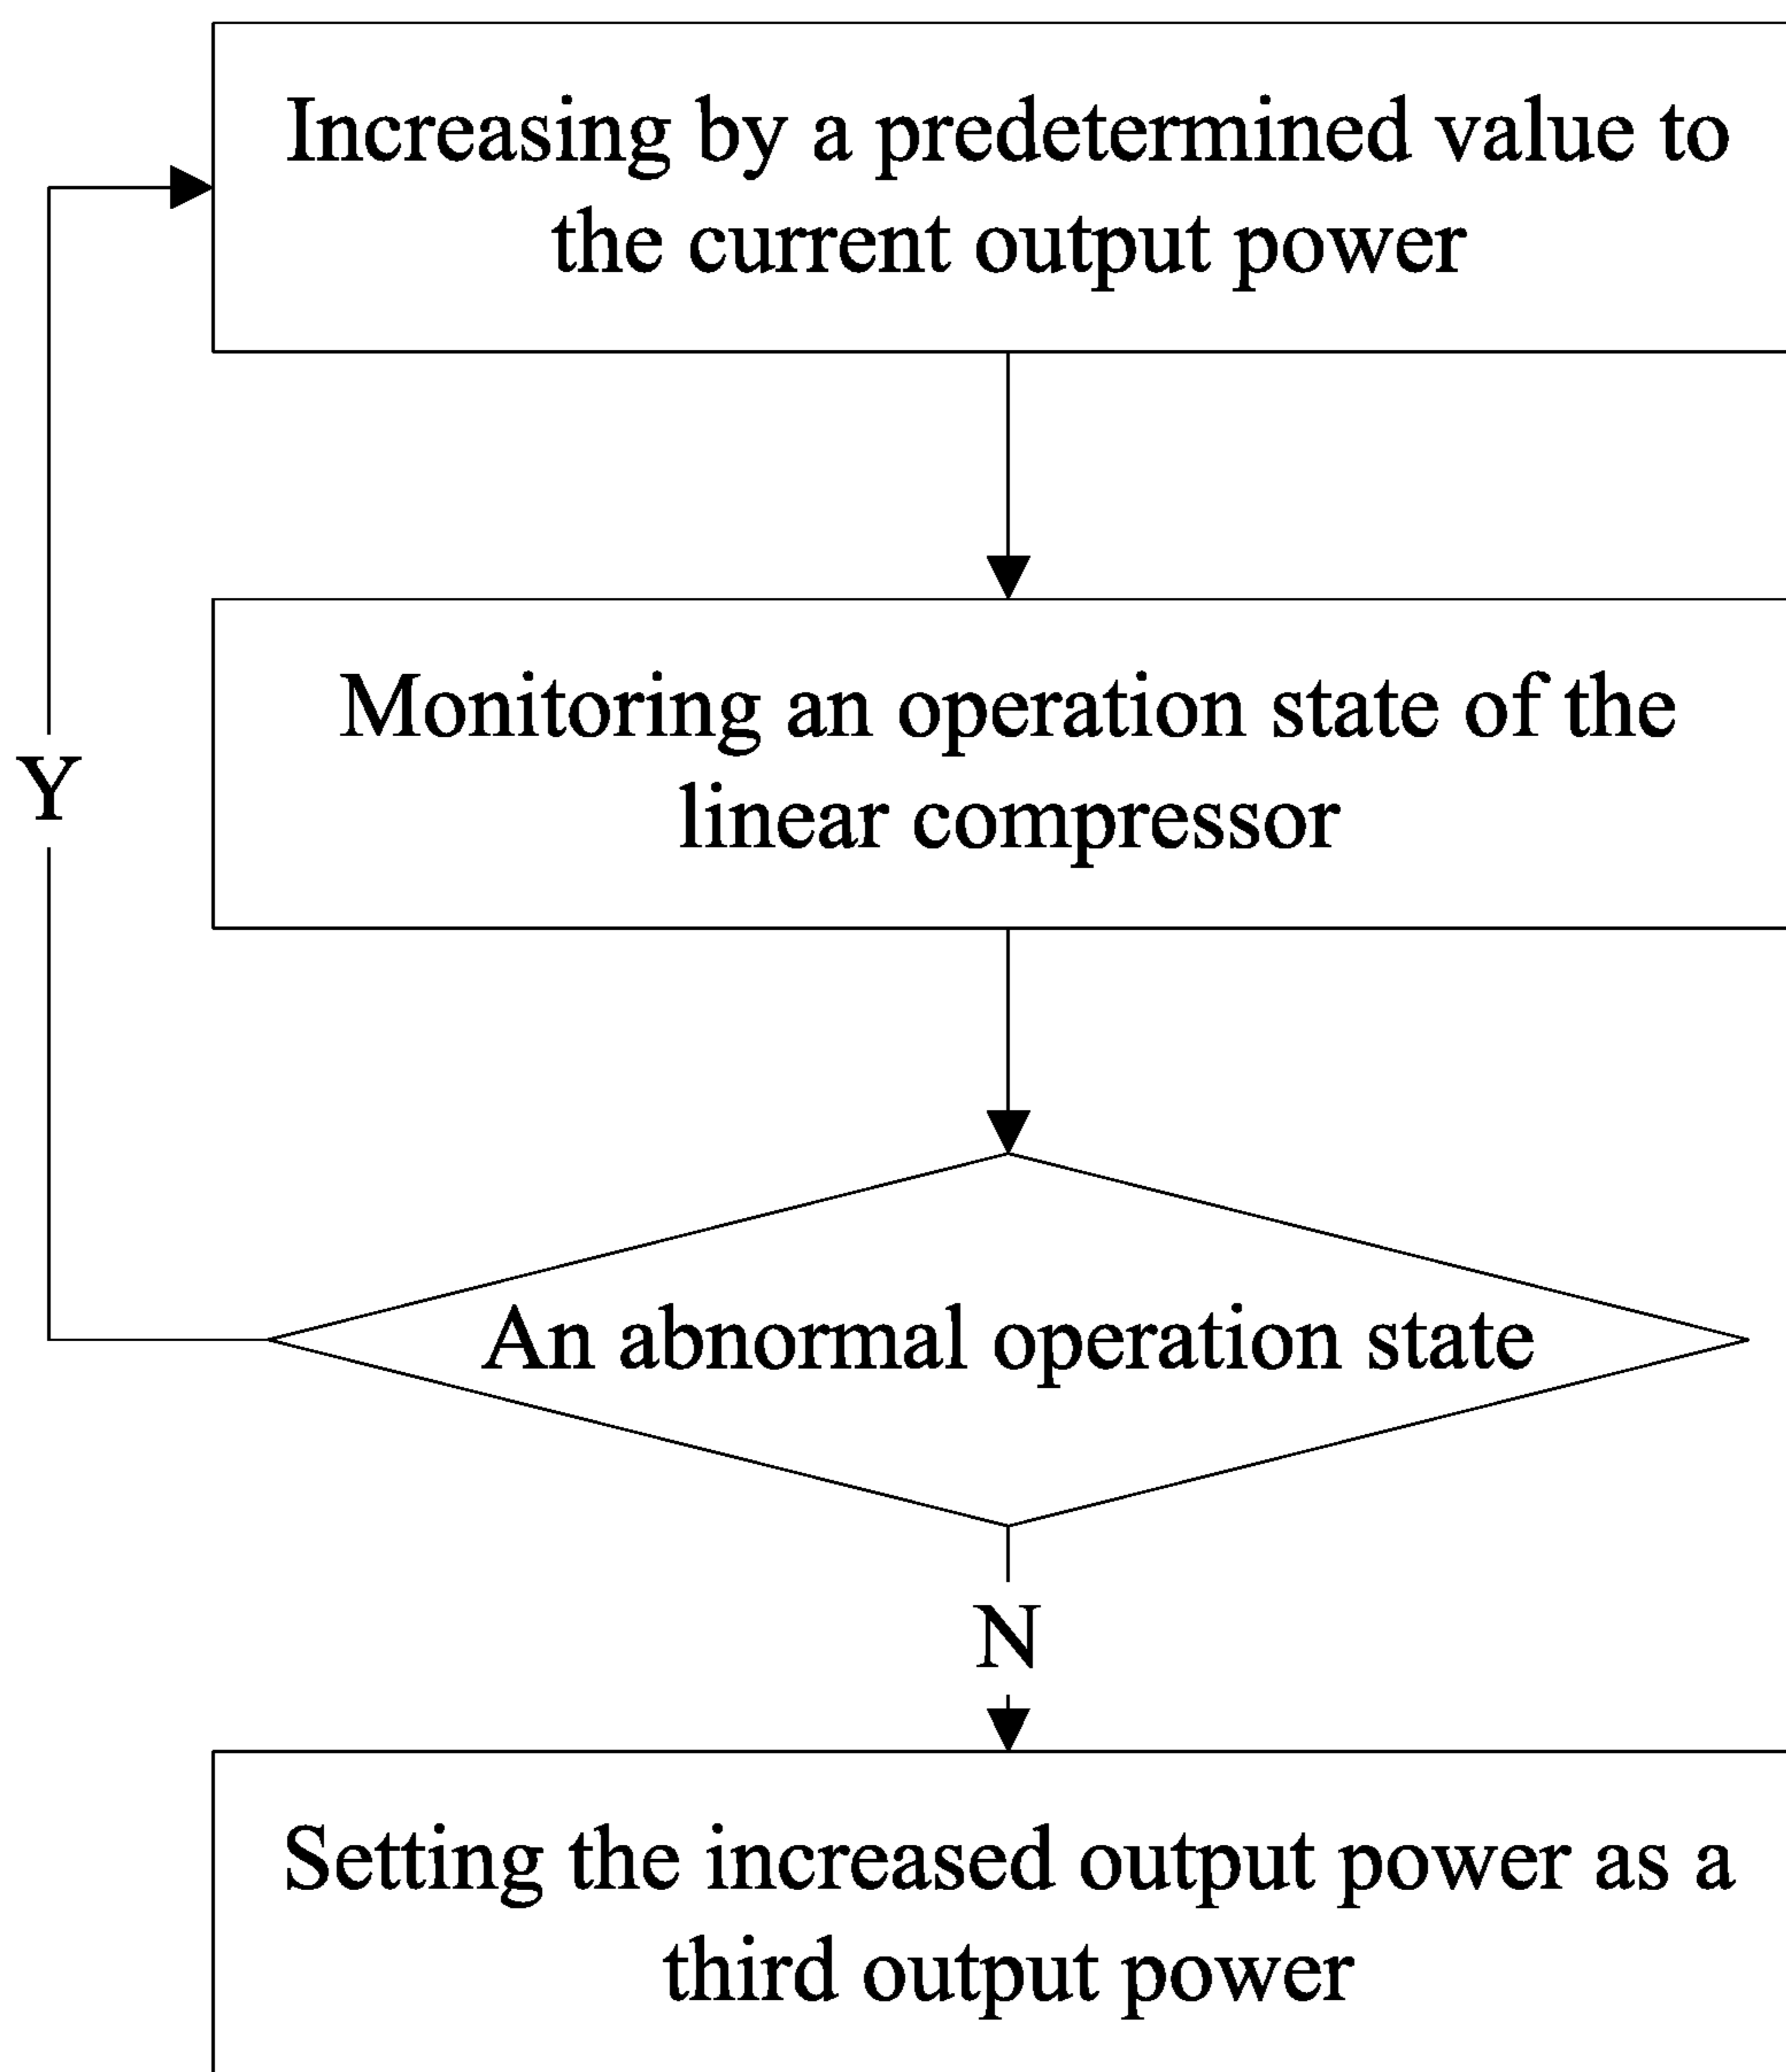 Increasing by a predetermined value to
the current output power
Monitoring an operation state of the
linear compressor
Y
An abnormal operation state
N
Setting the increased output power as a
third output power